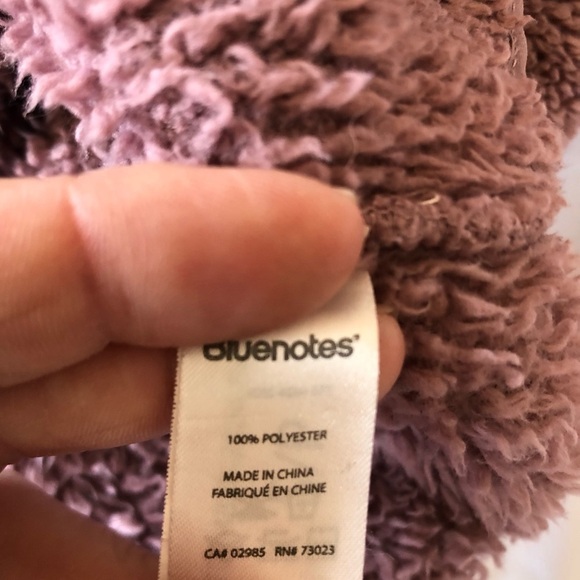 Bluenotes
100% POLYESTER
MADE IN CHINA
FABRIQUÉ EN CHINE
CA# 02985 RN# 73023